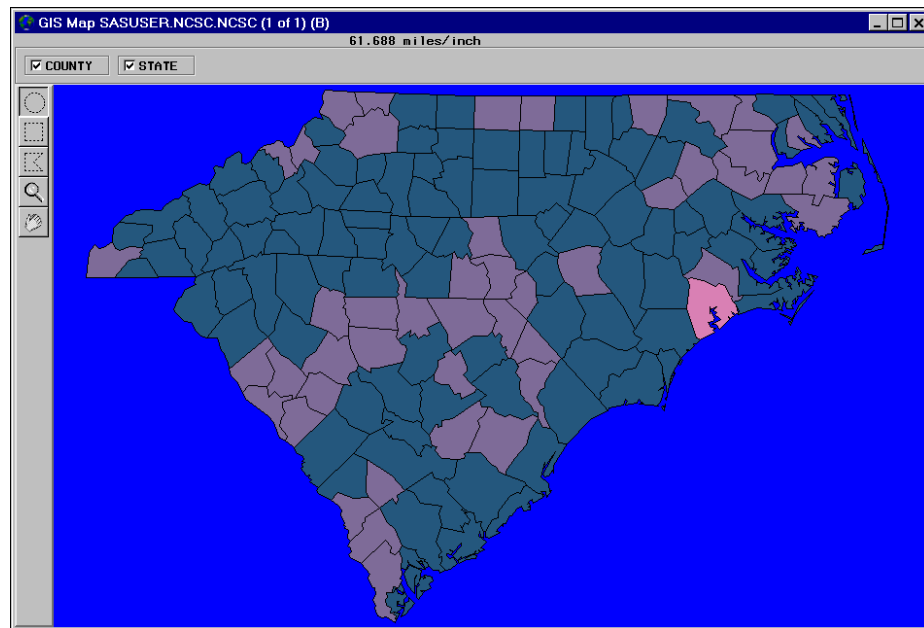 GIS Map SASUSER.NCSC.NCSC (1 of 1) (B)
61.688 miles/inch
COUNTY STATE